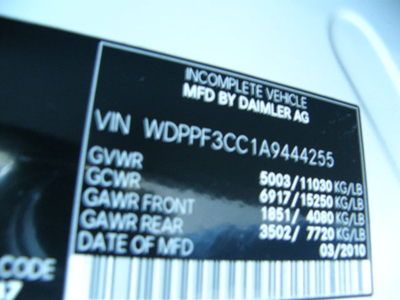 INCOMPLETE VEHICLE
MFD BY DAIMLER AG
VIN WDPPF3CC1A9444255
GVWR 5003/11030 KG/LB
GCWR 6917/15250 KG/LB
GAWR FRONT 1851/ 4080 KG/LB
GAWR REAR 3502/ 7720 KG/LB
DATE OF MFD 03/2010
CODE